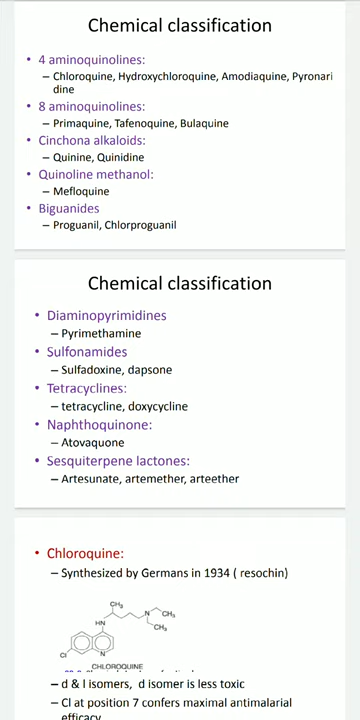 Chemical classification
• 4 aminoquinolines:
– Chloroquine, Hydroxychloroquine, Amodiaquine, Pyronari
dine
• 8 aminoquinolines:
– Primaquine, Tafenoquine, Bulaquine
• Cinchona alkaloids:
– Quinine, Quinidine
• Quinoline methanol:
– Mefloquine
• Biguanides
– Proguanil, Chlorproguanil
Chemical classification
• Diaminopyrimidines
– Pyrimethamine
• Sulfonamides
– Sulfadoxine, dapsone
• Tetracyclines:
– tetracycline, doxycycline
• Naphthoquinone:
– Atovaquone
• Sesquiterpene lactones:
– Artesunate, artemether, arteether
• Chloroquine:
– Synthesized by Germans in 1934 ( resochin)
CH₃
N CH₃
HN CH₃
Cl N
CHLOROQUINE
– d & l isomers, d isomer is less toxic
– Cl at position 7 confers maximal antimalarial
efficacy